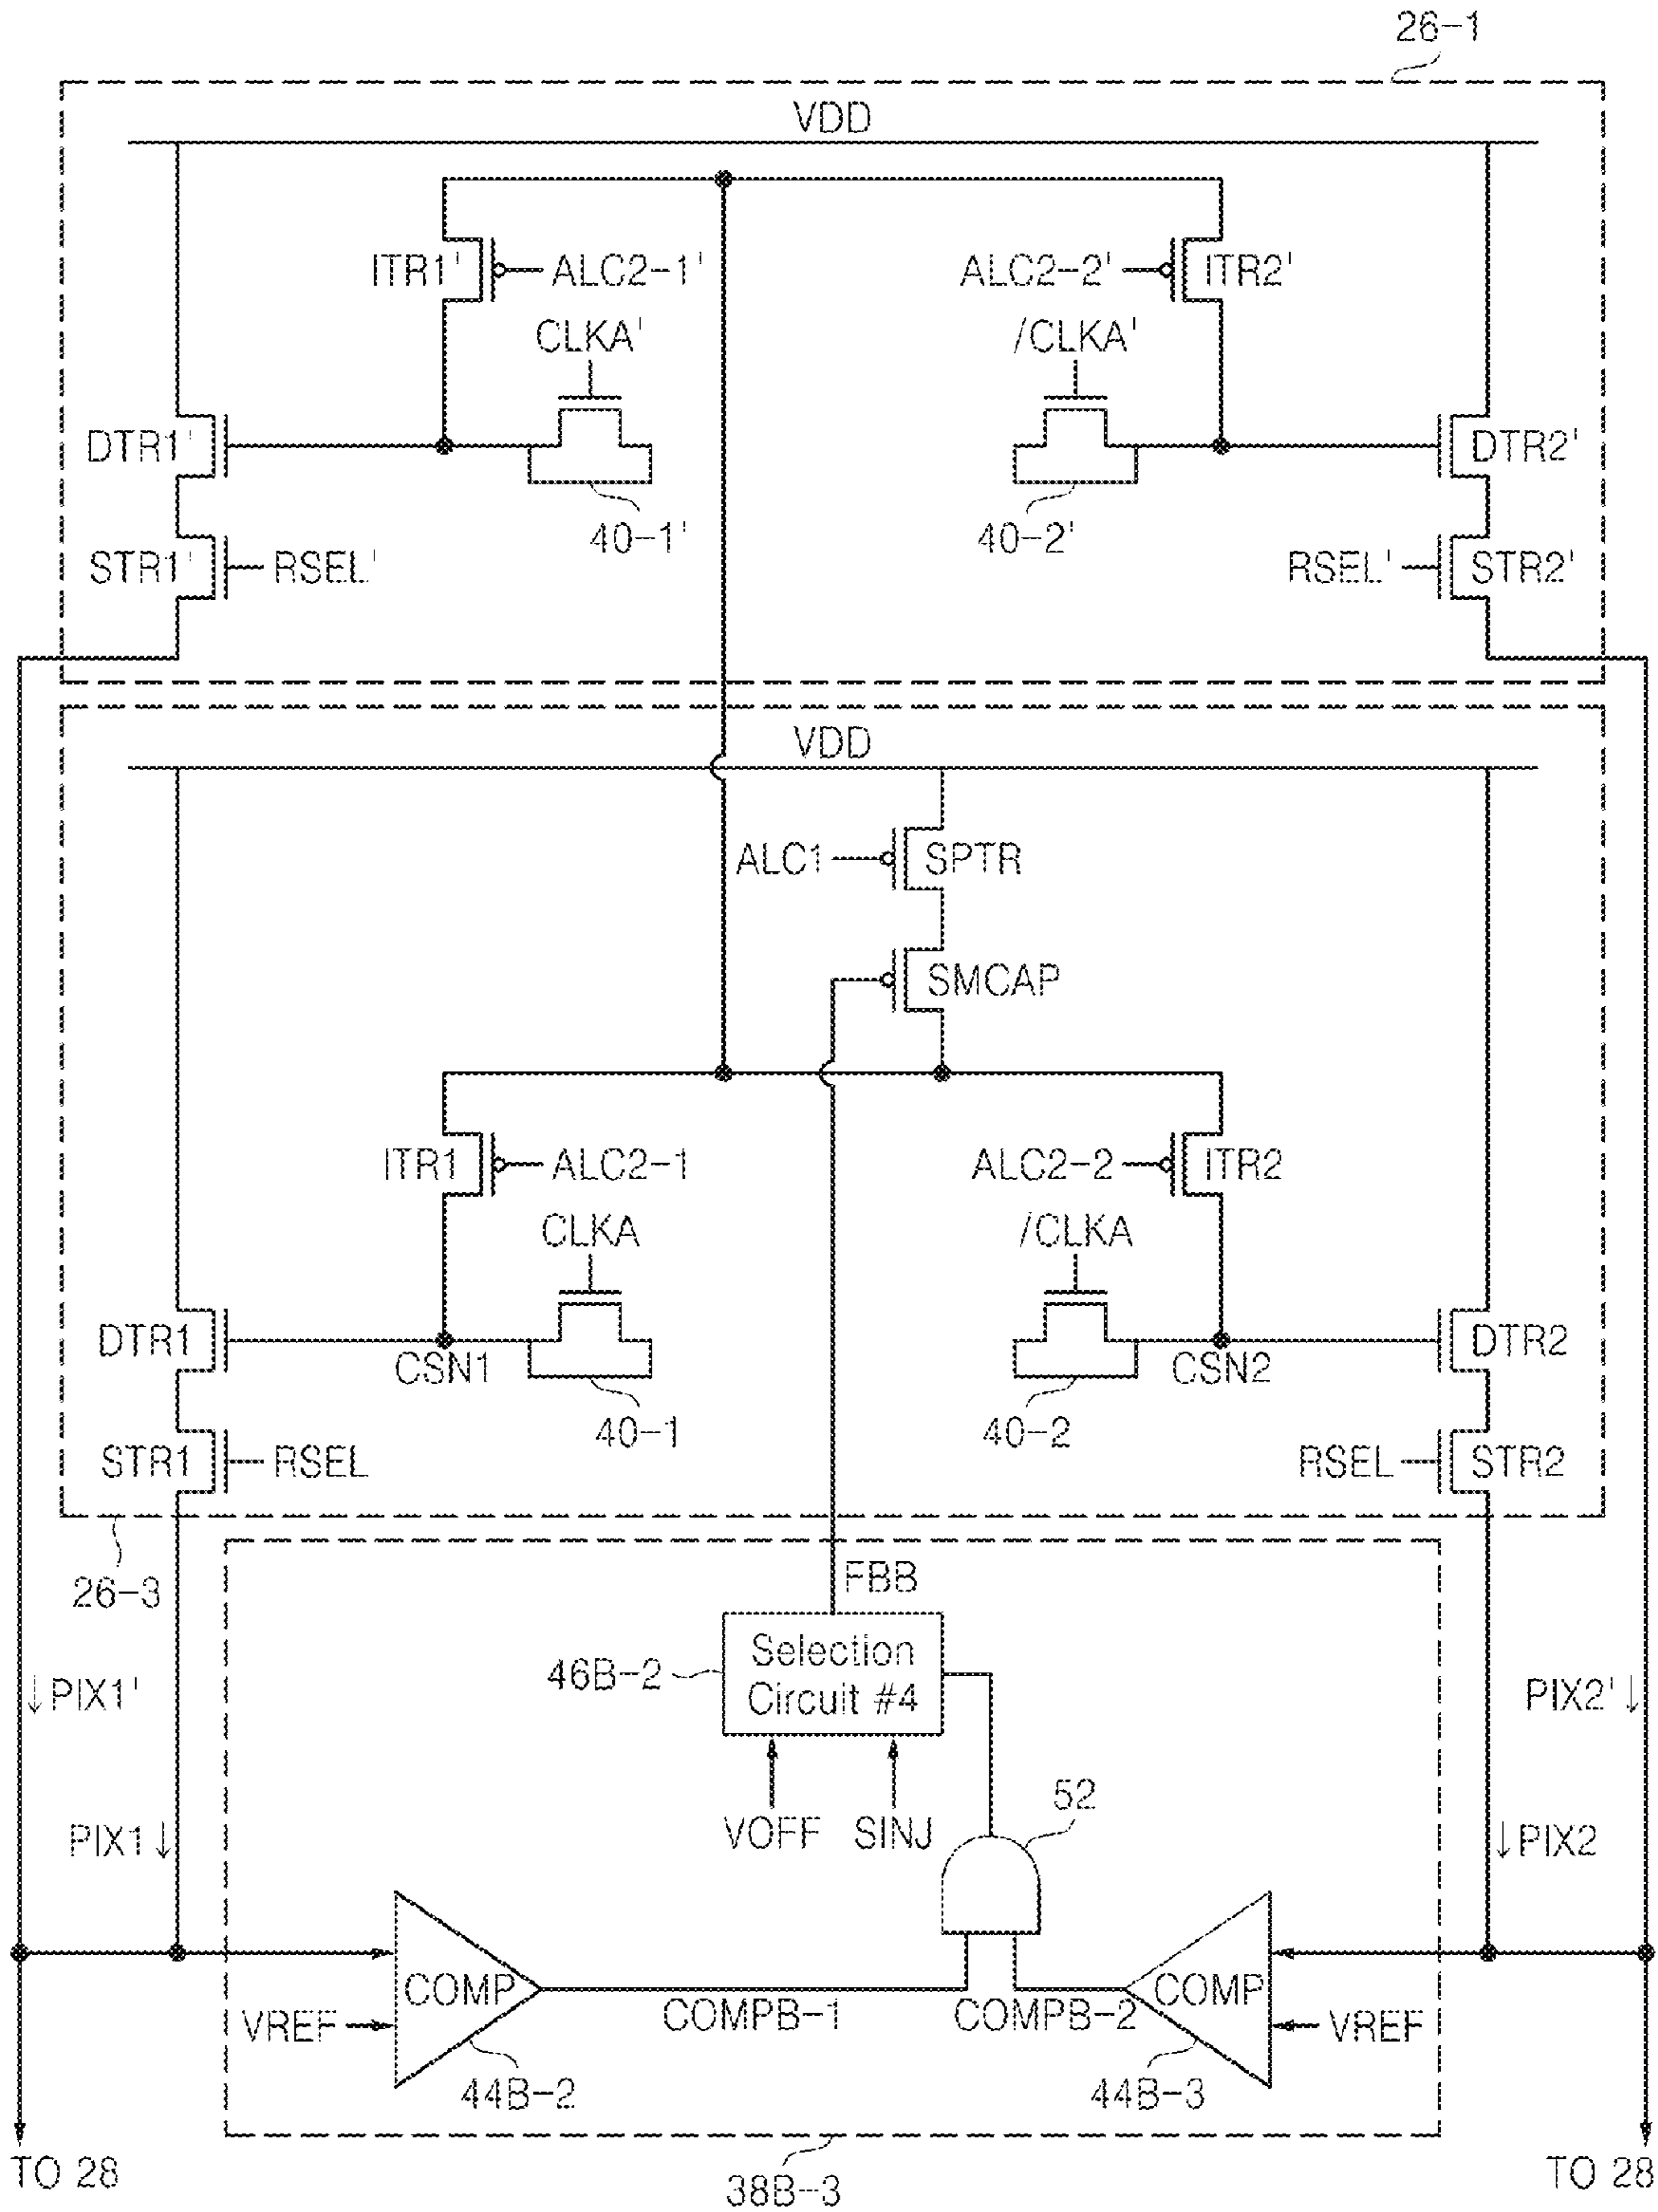 26-1
VDD
ITR1'
ALC2-1'
ALC2-2'
ITR2'
CLKA'
/CLKA'
DTR1'
DTR2'
40-1'
40-2'
STR1'
RSEL'
RSEL'
STR2'
VDD
ALC1
SPTR
SMCAP
ITR1
ALC2-1
ALC2-2
ITR2
CLKA
/CLKA
DTR1
CSN1
CSN2
DTR2
40-1
40-2
STR1
RSEL
RSEL
STR2
26-3
FBB
46B-2
Selection
Circuit #4
↓PIX1'
PIX2'↓
VOFF
SINJ
52
PIX1↓
↓PIX2
COMP
COMP
VREF
COMPB-1
COMPB-2
VREF
44B-2
44B-3
TO 28
38B-3
TO 28